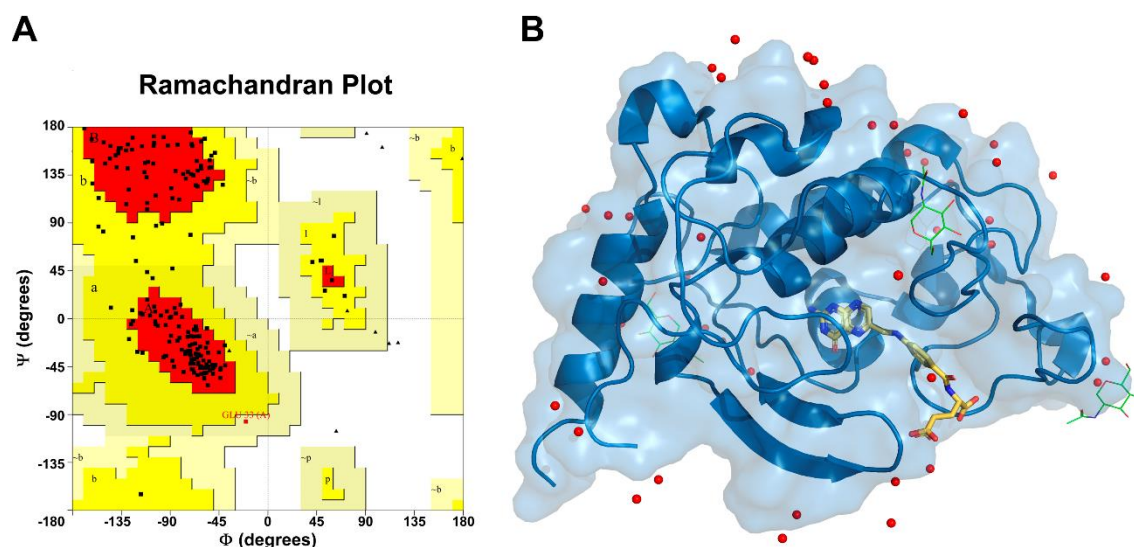 A
B
Ramachandran Plot
180
135
90
45
0
-45
-90
-135
-180
Ψ (degrees)
b
~b
b
~l
l
a
~a
GLU 33 (A)
~b
b
~p
p
~b
b
-180
-135
-90
-45
0
45
90
135
180
Φ (degrees)